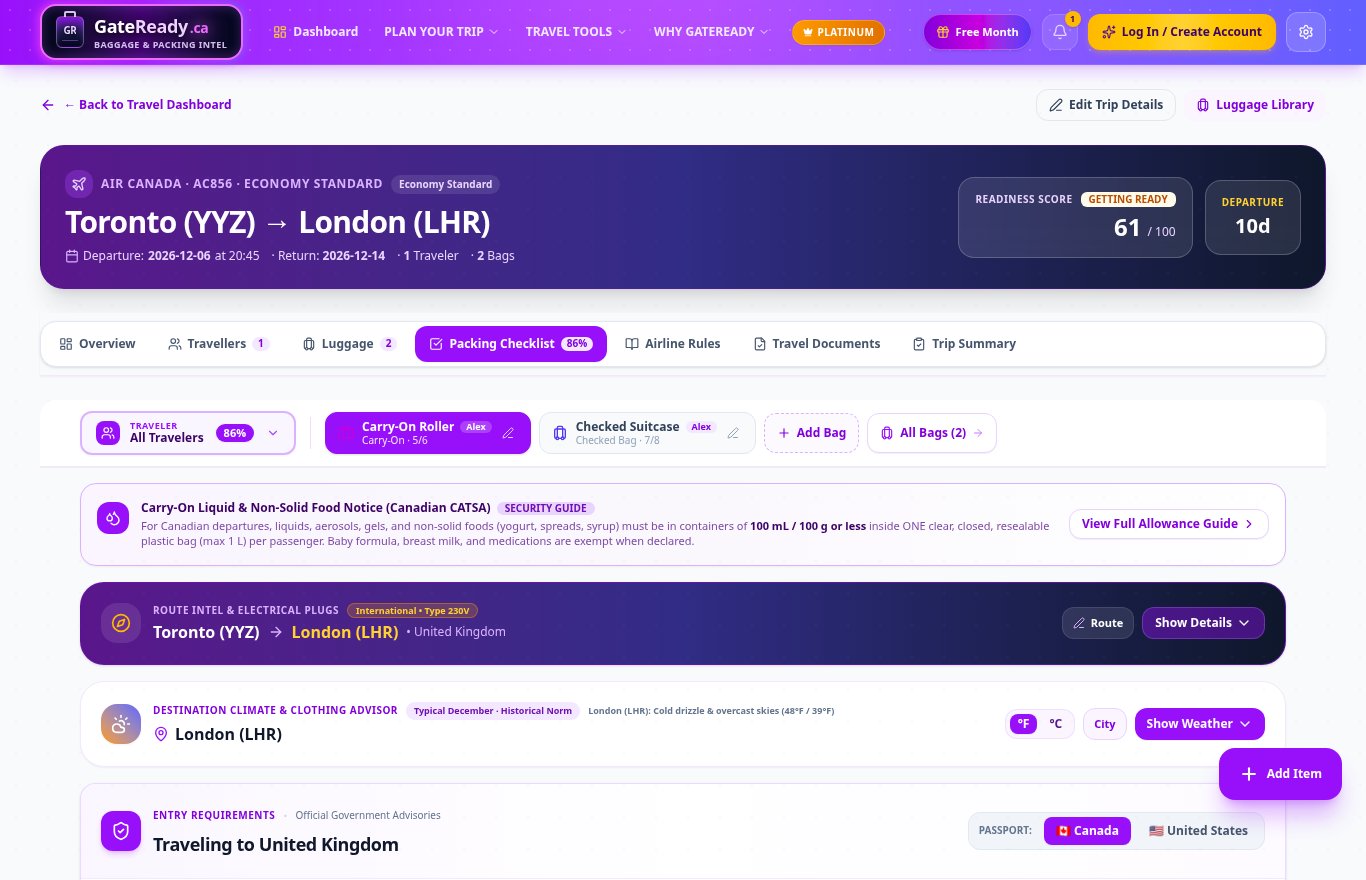 GR GateReady.ca
BAGGAGE & PACKING INTEL
Dashboard PLAN YOUR TRIP TRAVEL TOOLS WHY GATEREADY PLATINUM Free Month 1 Log In / Create Account
← Back to Travel Dashboard Edit Trip Details Luggage Library
AIR CANADA · AC856 · ECONOMY STANDARD Economy Standard
Toronto (YYZ) → London (LHR)
Departure: 2026-12-06 at 20:45 · Return: 2026-12-14 · 1 Traveler · 2 Bags
READINESS SCORE GETTING READY
61 / 100
DEPARTURE
10d
Overview Travellers 1 Luggage 2 Packing Checklist 86% Airline Rules Travel Documents Trip Summary
TRAVELER
All Travelers 86%
Carry-On Roller Alex
Carry-On · 5/6
Checked Suitcase Alex
Checked Bag · 7/8
Add Bag
All Bags (2) →
Carry-On Liquid & Non-Solid Food Notice (Canadian CATSA) SECURITY GUIDE
For Canadian departures, liquids, aerosols, gels, and non-solid foods (yogurt, spreads, syrup) must be in containers of 100 mL / 100 g or less inside ONE clear, closed, resealable
plastic bag (max 1 L) per passenger. Baby formula, breast milk, and medications are exempt when declared.
View Full Allowance Guide
ROUTE INTEL & ELECTRICAL PLUGS International • Type 230V
Toronto (YYZ) → London (LHR) • United Kingdom
Route Show Details
DESTINATION CLIMATE & CLOTHING ADVISOR Typical December · Historical Norm London (LHR): Cold drizzle & overcast skies (48°F / 39°F)
London (LHR)
°F °C City Show Weather
Add Item
ENTRY REQUIREMENTS · Official Government Advisories
Traveling to United Kingdom
PASSPORT: 🇨🇦 Canada 🇺🇸 United States